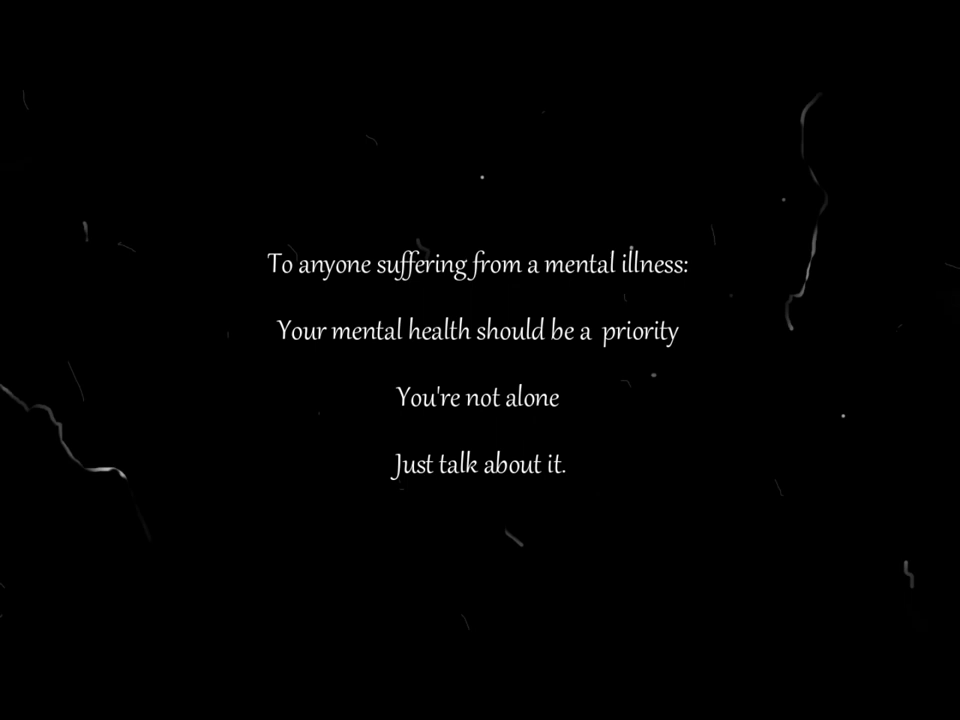 To anyone suffering from a mental illness:
Your mental health should be a  priority
You're not alone
Just talk about it.